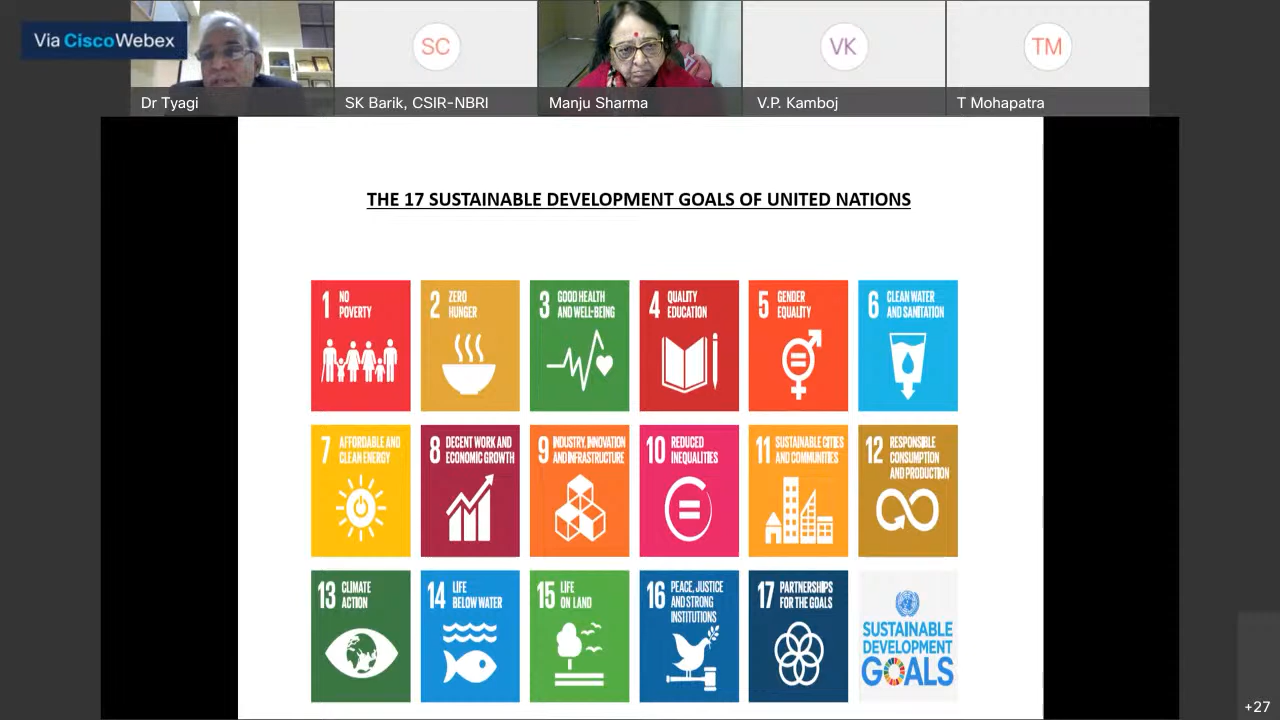 Via CiscoWebex
SC
VK
TM
Dr Tyagi
SK Barik, CSIR-NBRI
Manju Sharma
V.P. Kamboj
T Mohapatra
THE 17 SUSTAINABLE DEVELOPMENT GOALS OF UNITED NATIONS
1 NO
POVERTY
2 ZERO
HUNGER
3 GOOD HEALTH
AND WELL-BEING
4 QUALITY
EDUCATION
5 GENDER
EQUALITY
6 CLEAN WATER
AND SANITATION
7 AFFORDABLE AND
CLEAN ENERGY
8 DECENT WORK AND
ECONOMIC GROWTH
9 INDUSTRY, INNOVATION
AND INFRASTRUCTURE
10 REDUCED
INEQUALITIES
11 SUSTAINABLE CITIES
AND COMMUNITIES
12 RESPONSIBLE
CONSUMPTION
AND PRODUCTION
13 CLIMATE
ACTION
14 LIFE
BELOW WATER
15 LIFE
ON LAND
16 PEACE, JUSTICE
AND STRONG
INSTITUTIONS
17 PARTNERSHIPS
FOR THE GOALS
SUSTAINABLE
DEVELOPMENT
GOALS
+27